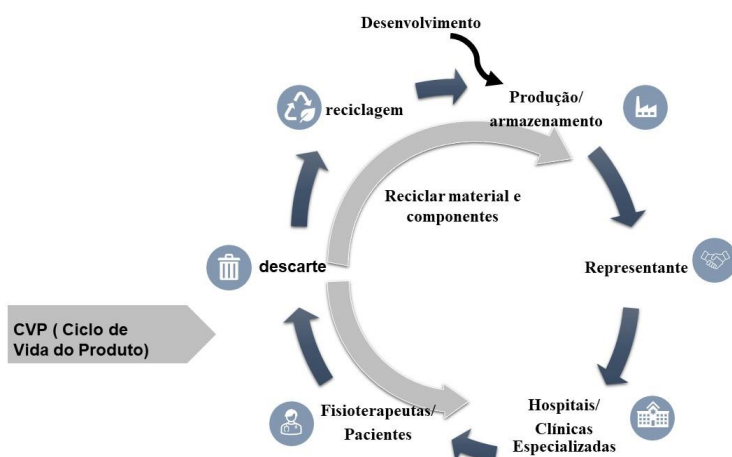 Desenvolvimento
reciclagem
Produção/
armazenamento
Reciclar material e
componentes
descarte
Representante
CVP ( Ciclo de
Vida do Produto)
Fisioterapeutas/
Pacientes
Hospitais/
Clínicas
Especializadas